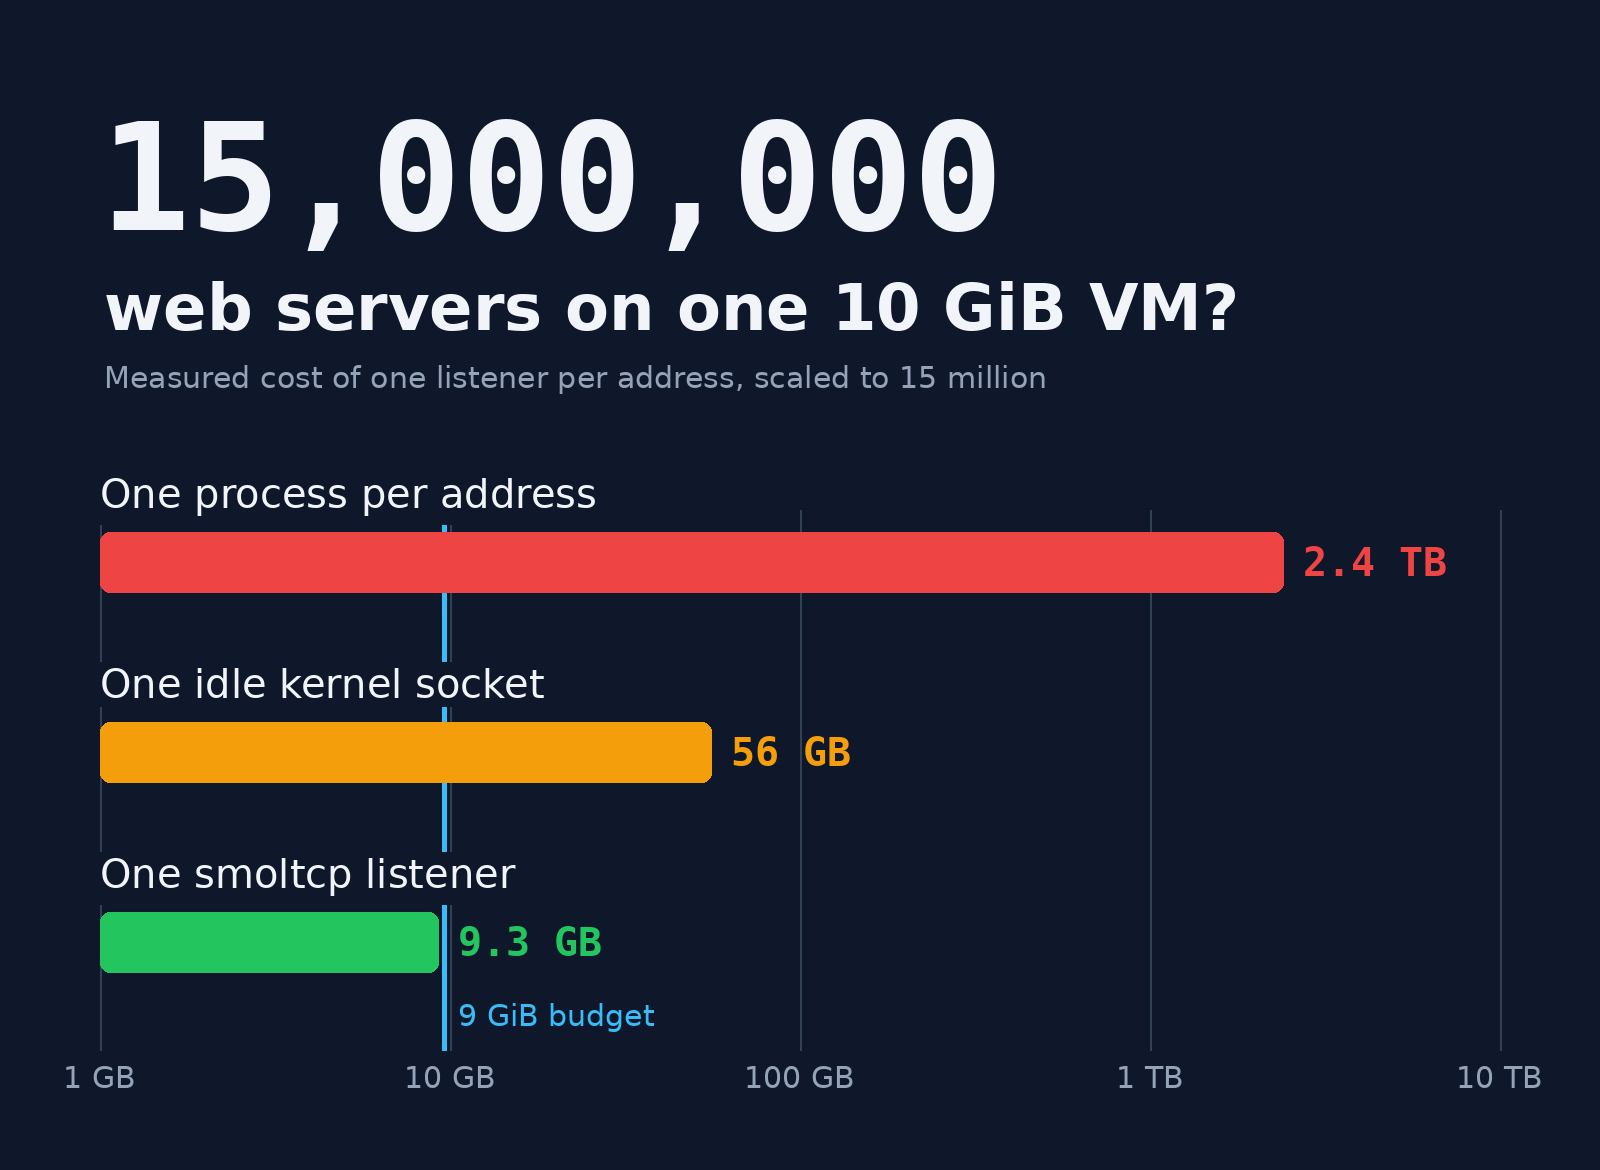 15,000,000
web servers on one 10 GiB VM?
Measured cost of one listener per address, scaled to 15 million
One process per address
2.4 TB
One idle kernel socket
56 GB
One smoltcp listener
9.3 GB
9 GiB budget
1 GB
10 GB
100 GB
1 TB
10 TB